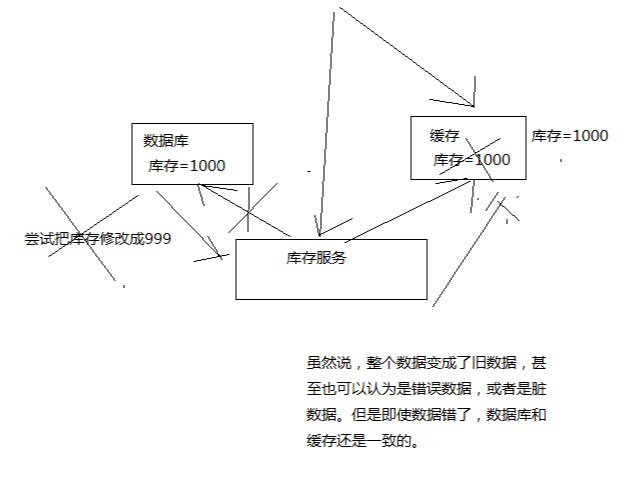 数据库
库存=1000
缓存
库存=1000
库存=1000
尝试把库存修改成999
库存服务
虽然说，整个数据变成了旧数据，甚
至也可以认为是错误数据，或者是脏
数据。但是即使数据错了，数据库和
缓存还是一致的。